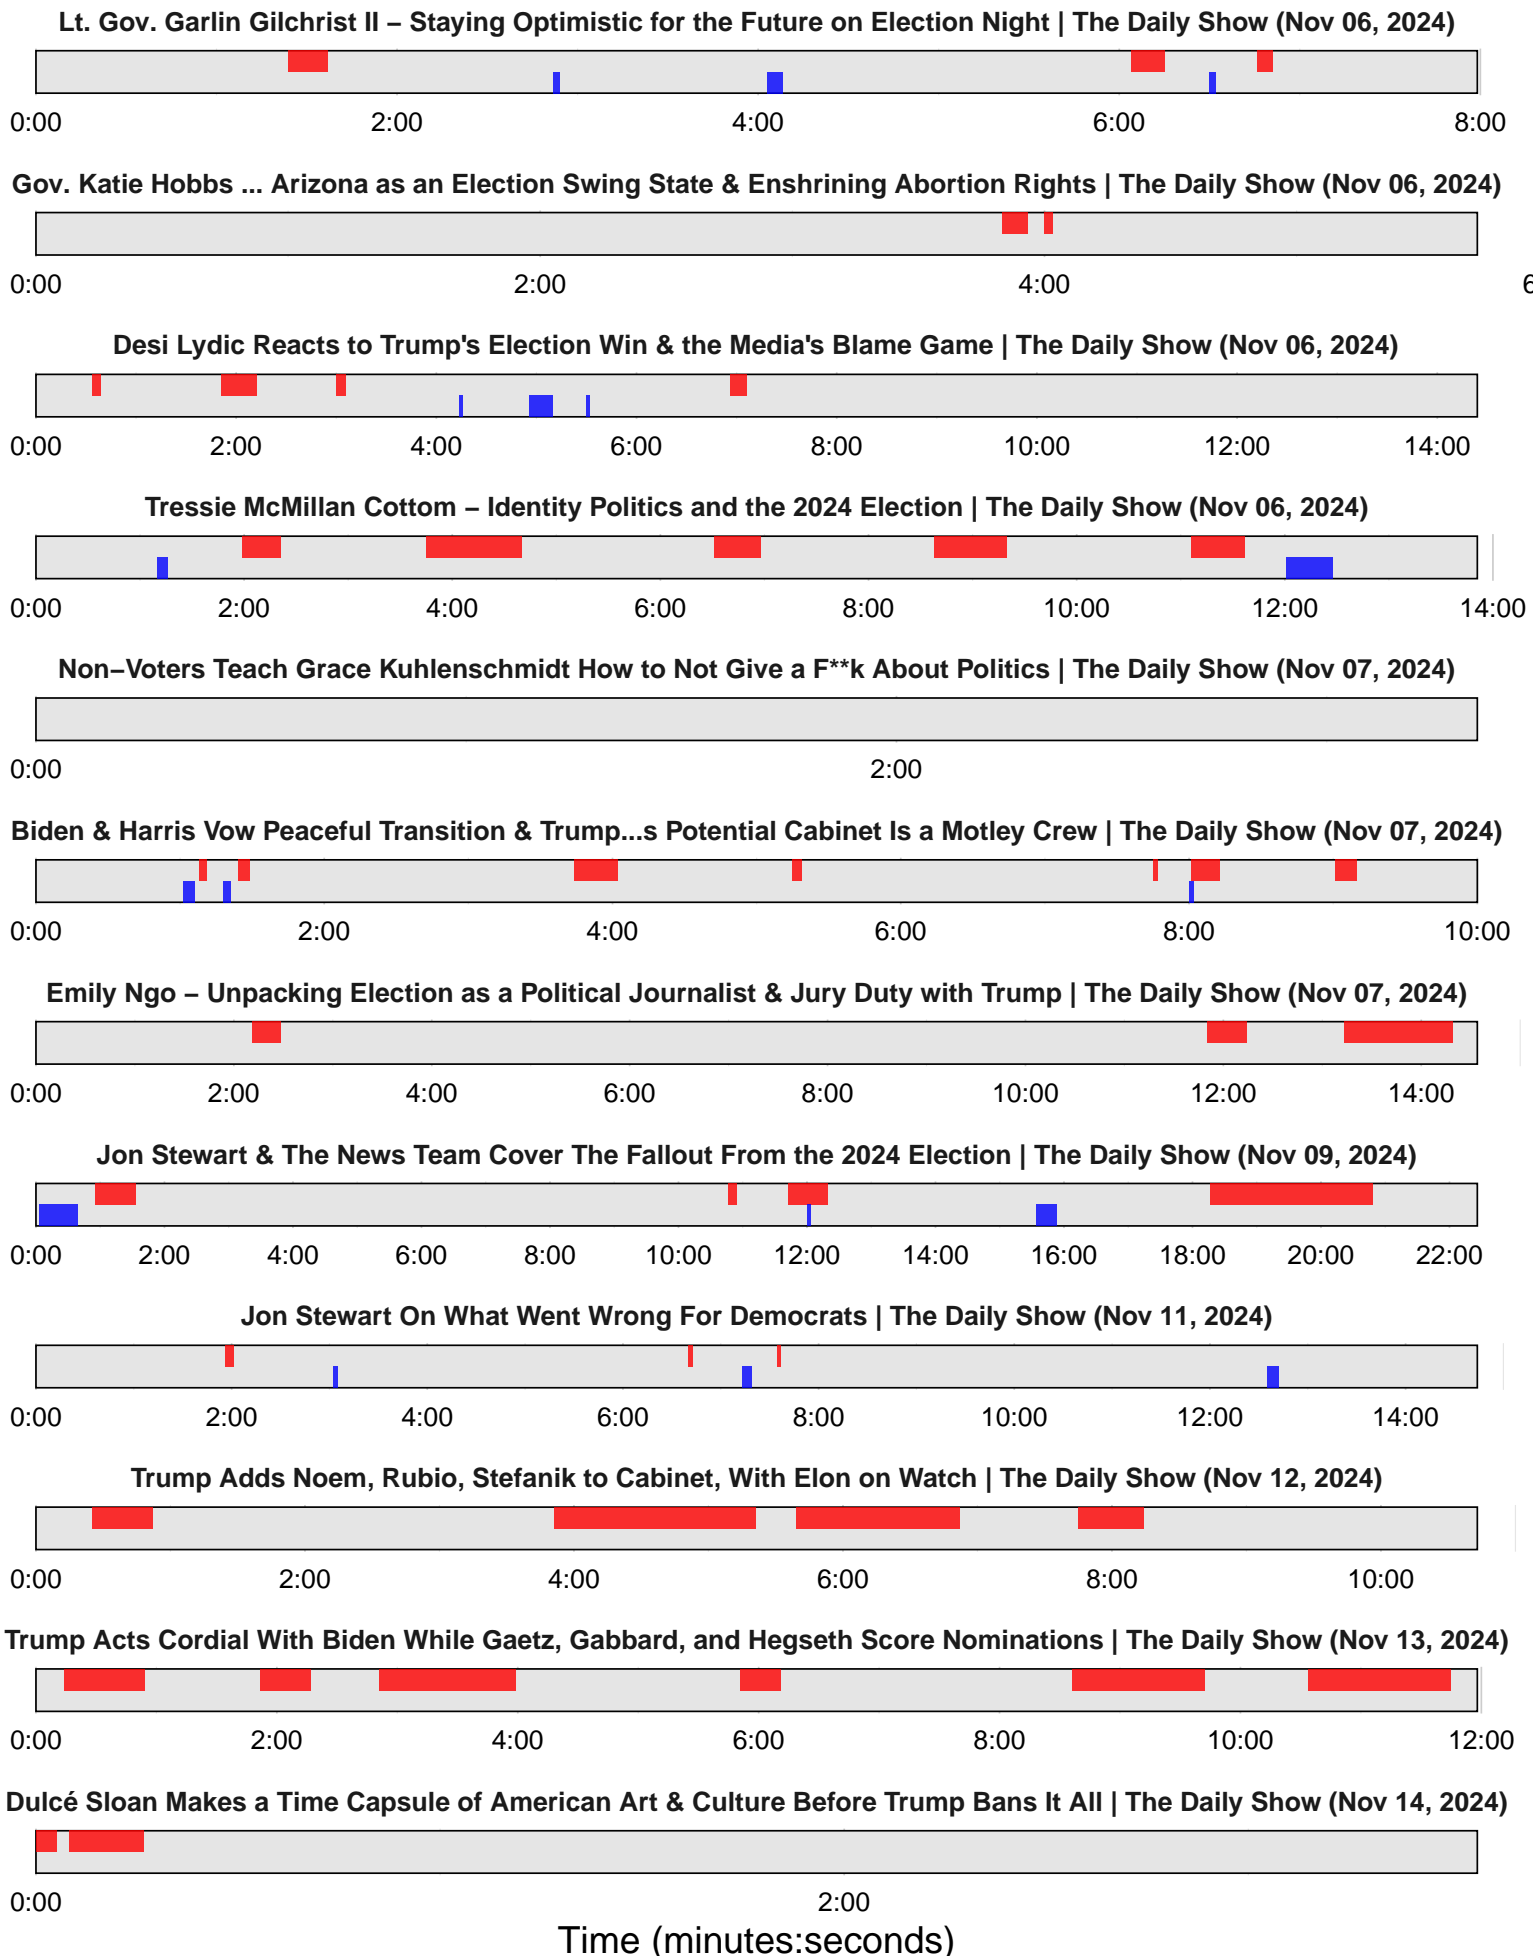 Lt. Gov. Garlin Gilchrist II – Staying Optimistic for the Future on Election Night | The Daily Show (Nov 06, 2024)
0:00 2:00 4:00 6:00 8:00
Gov. Katie Hobbs ... Arizona as an Election Swing State & Enshrining Abortion Rights | The Daily Show (Nov 06, 2024)
0:00 2:00 4:00 6
Desi Lydic Reacts to Trump's Election Win & the Media's Blame Game | The Daily Show (Nov 06, 2024)
0:00 2:00 4:00 6:00 8:00 10:00 12:00 14:00
Tressie McMillan Cottom – Identity Politics and the 2024 Election | The Daily Show (Nov 06, 2024)
0:00 2:00 4:00 6:00 8:00 10:00 12:00 14:00
Non–Voters Teach Grace Kuhlenschmidt How to Not Give a F**k About Politics | The Daily Show (Nov 07, 2024)
0:00 2:00
Biden & Harris Vow Peaceful Transition & Trump...s Potential Cabinet Is a Motley Crew | The Daily Show (Nov 07, 2024)
0:00 2:00 4:00 6:00 8:00 10:00
Emily Ngo – Unpacking Election as a Political Journalist & Jury Duty with Trump | The Daily Show (Nov 07, 2024)
0:00 2:00 4:00 6:00 8:00 10:00 12:00 14:00
Jon Stewart & The News Team Cover The Fallout From the 2024 Election | The Daily Show (Nov 09, 2024)
0:00 2:00 4:00 6:00 8:00 10:00 12:00 14:00 16:00 18:00 20:00 22:00
Jon Stewart On What Went Wrong For Democrats | The Daily Show (Nov 11, 2024)
0:00 2:00 4:00 6:00 8:00 10:00 12:00 14:00
Trump Adds Noem, Rubio, Stefanik to Cabinet, With Elon on Watch | The Daily Show (Nov 12, 2024)
0:00 2:00 4:00 6:00 8:00 10:00
Trump Acts Cordial With Biden While Gaetz, Gabbard, and Hegseth Score Nominations | The Daily Show (Nov 13, 2024)
0:00 2:00 4:00 6:00 8:00 10:00 12:00
Dulcé Sloan Makes a Time Capsule of American Art & Culture Before Trump Bans It All | The Daily Show (Nov 14, 2024)
0:00 2:00
Time (minutes:seconds)